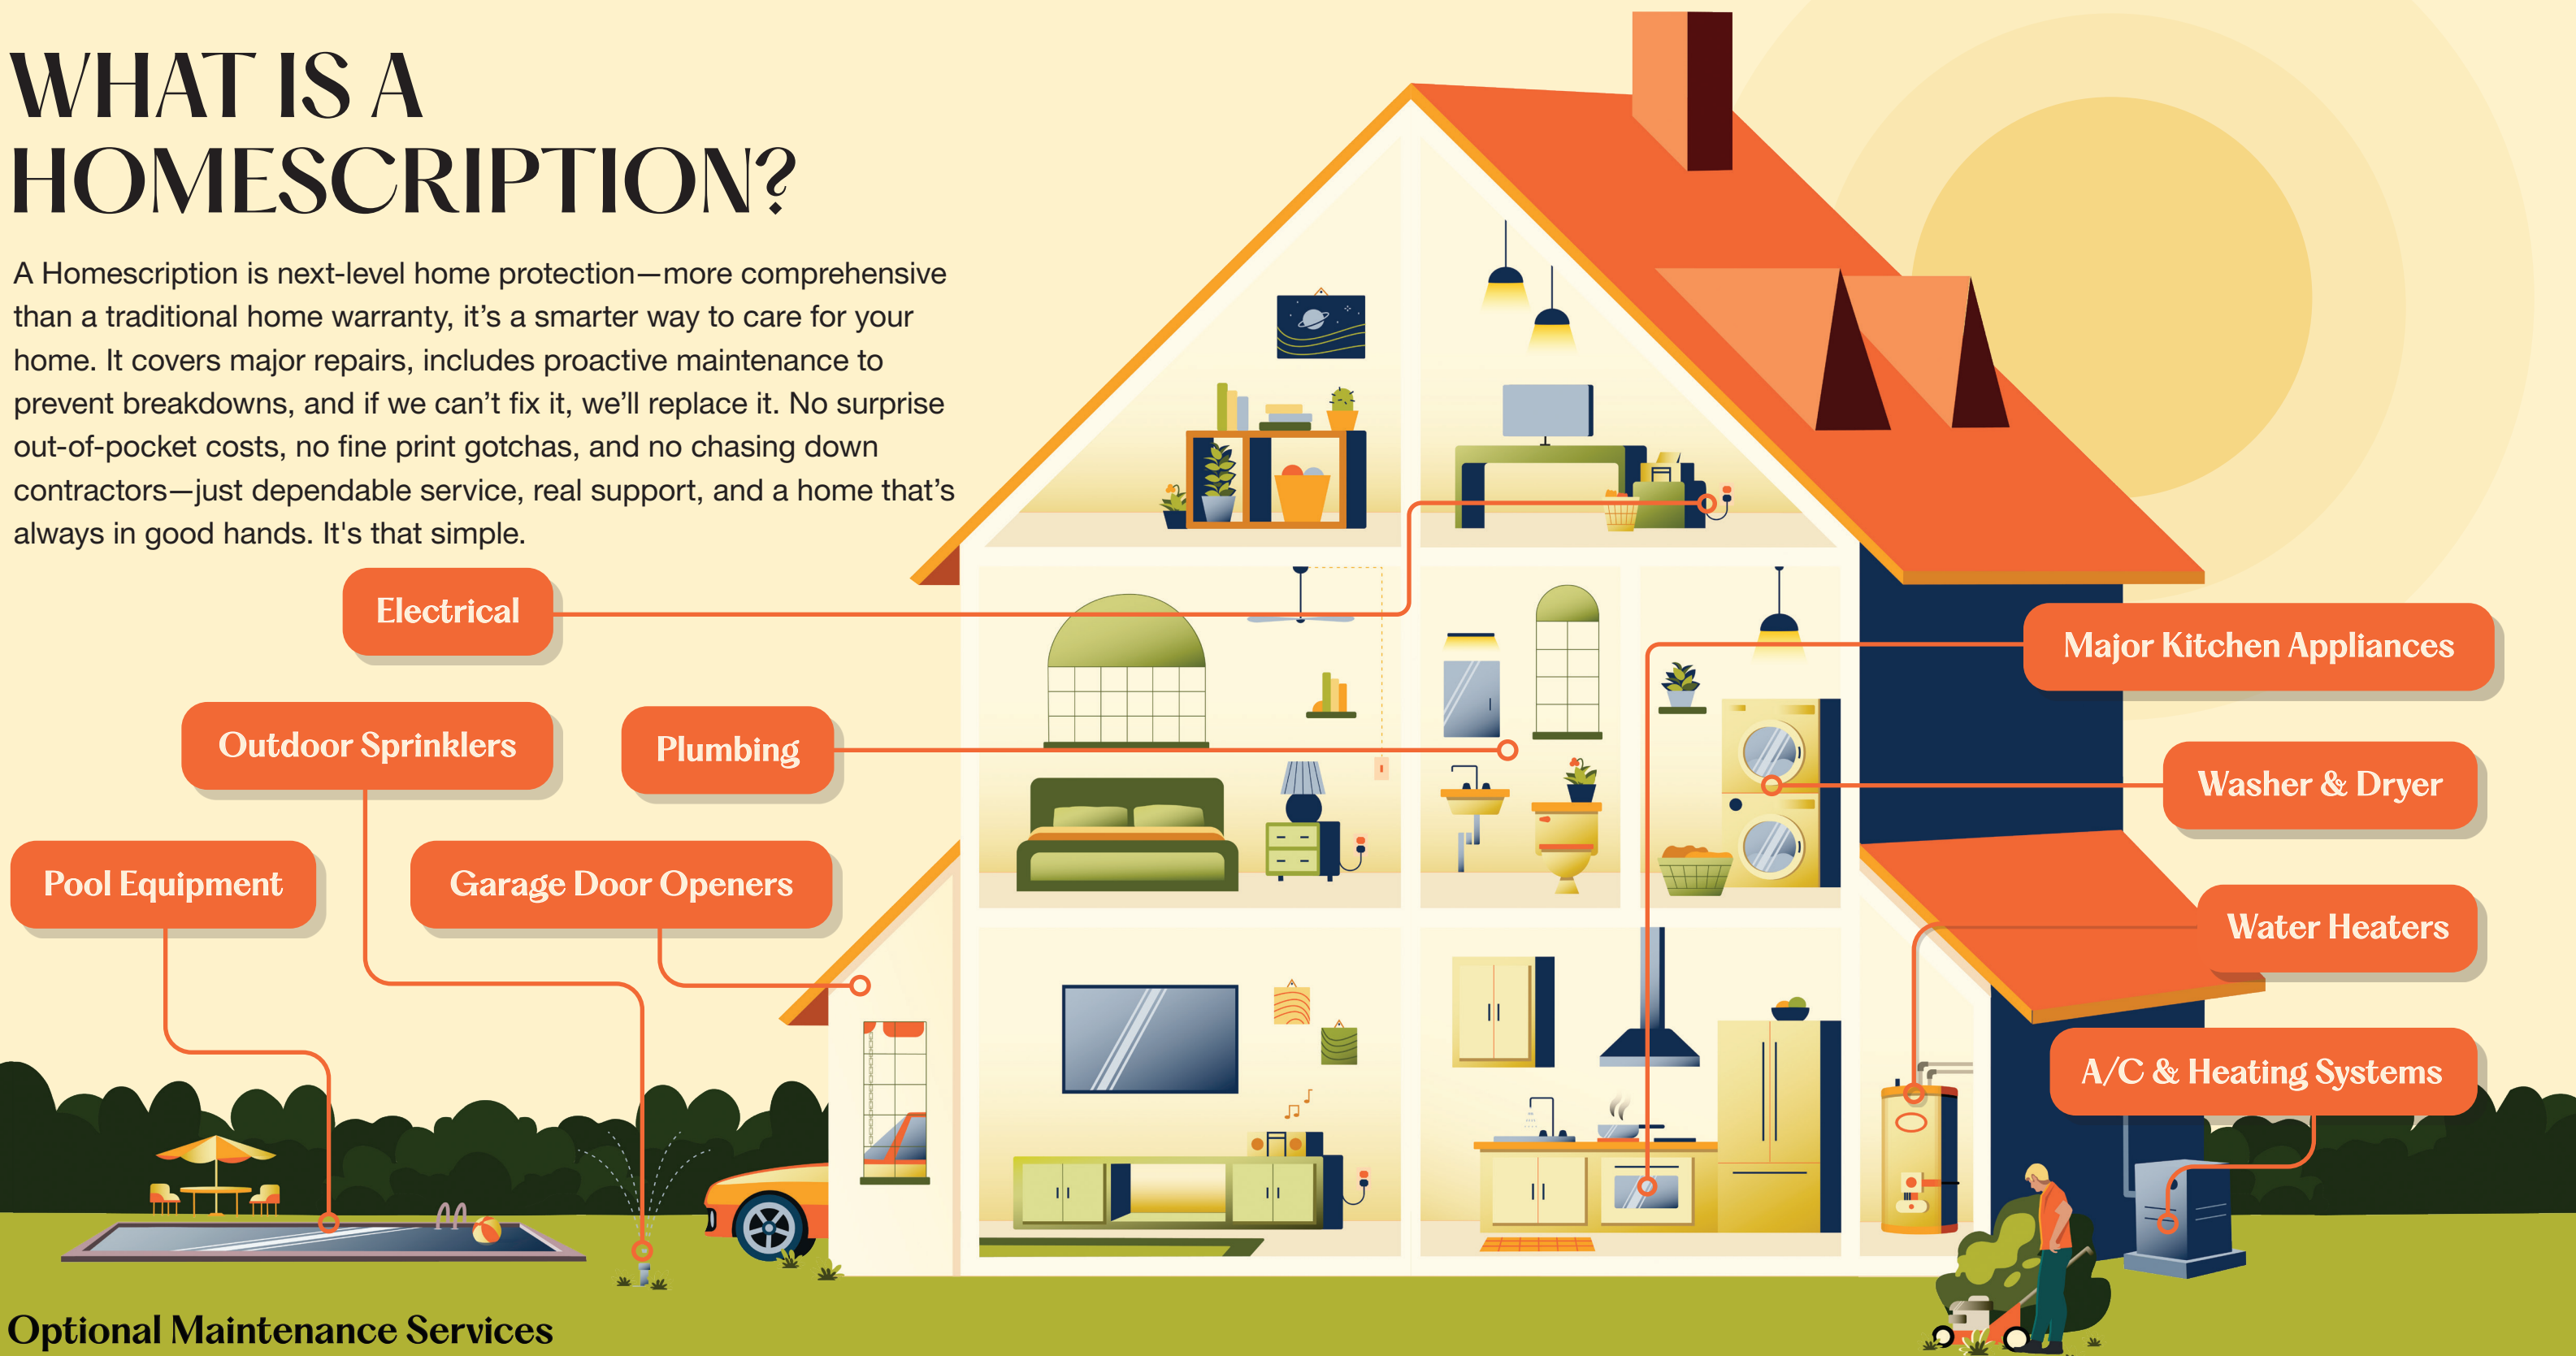 WHAT IS A
HOMESCRIPTION?
A Homescription is next-level home protection—more comprehensive
than a traditional home warranty, it’s a smarter way to care for your
home. It covers major repairs, includes proactive maintenance to
prevent breakdowns, and if we can’t fix it, we’ll replace it. No surprise
out-of-pocket costs, no fine print gotchas, and no chasing down
contractors—just dependable service, real support, and a home that’s
always in good hands. It's that simple.
Electrical
Major Kitchen Appliances
Outdoor Sprinklers
Plumbing
Washer & Dryer
Pool Equipment
Garage Door Openers
Water Heaters
A/C & Heating Systems
Optional Maintenance Services